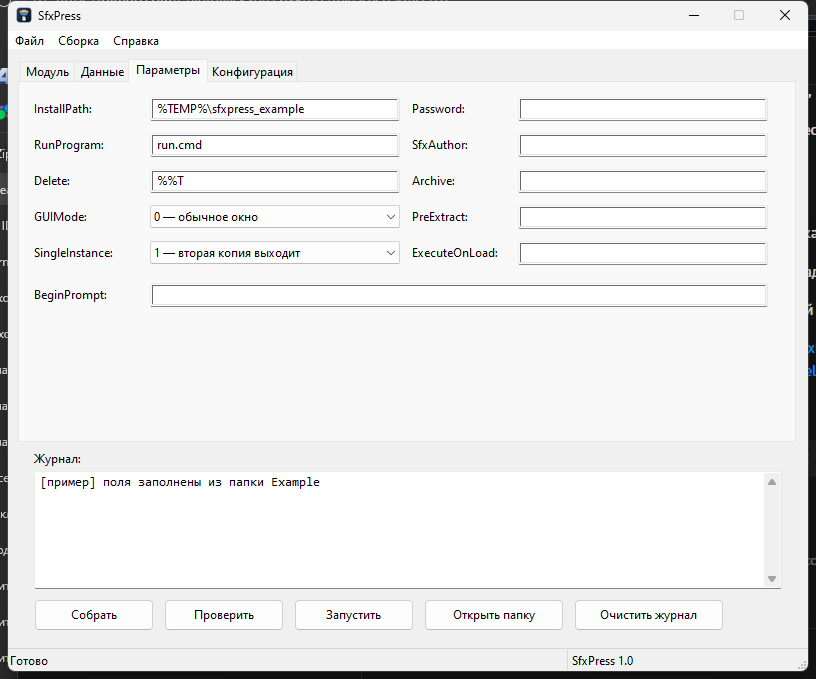 SfxPress
Файл Сборка Справка
Модуль Данные Параметры Конфигурация
InstallPath: %TEMP%\sfxpress_example Password:
RunProgram: run.cmd SfxAuthor:
Delete: %%T Archive:
GUIMode: 0 — обычное окно PreExtract:
SingleInstance: 1 — вторая копия выходит ExecuteOnLoad:
BeginPrompt:
Журнал:
[пример] поля заполнены из папки Example
Собрать Проверить Запустить Открыть папку Очистить журнал
Готово SfxPress 1.0